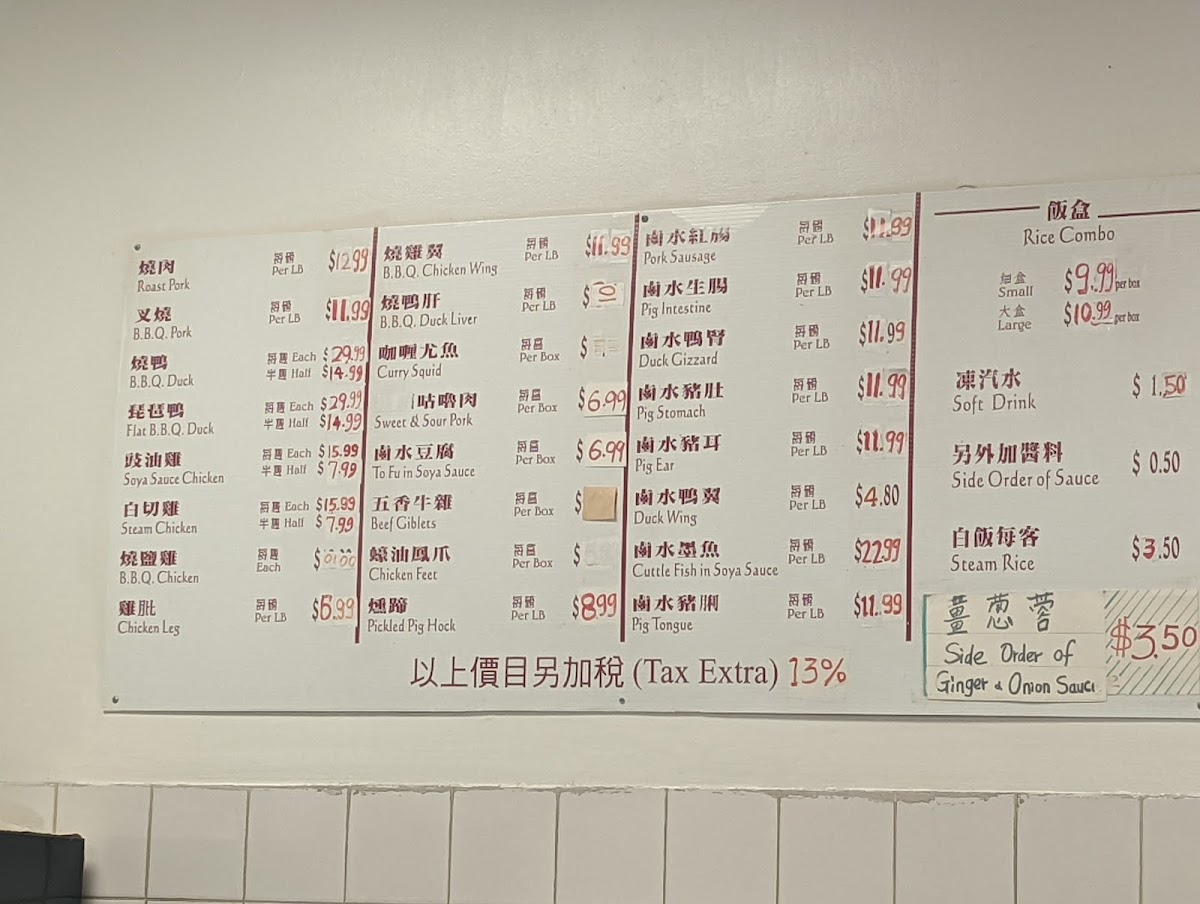 燒肉 每磅 $12.99
Roast Pork Per LB
叉燒 每磅 $11.99
B.B.Q. Pork Per LB
燒鴨 每隻 Each $29.99
B.B.Q. Duck 半隻 Half $14.99
琵琶鴨 每隻 Each $29.99
Flat B.B.Q. Duck 半隻 Half $14.99
豉油雞 每隻 Each $15.99
Soya Sauce Chicken 半隻 Half $7.99
白切雞 每隻 Each $15.99
Steam Chicken 半隻 Half $7.99
燒鹽雞 每隻 $
B.B.Q. Chicken Each
雞肶 每磅 $6.99
Chicken Leg Per LB
燒雞翼 每磅 $11.99
B.B.Q. Chicken Wing Per LB
燒鴨肝 每磅 $
B.B.Q. Duck Liver Per LB
咖喱尤魚 每盒 $
Curry Squid Per Box
咕嚕肉 每盒 $6.99
Sweet & Sour Pork Per Box
鹵水豆腐 每盒 $6.99
To Fu in Soya Sauce Per Box
五香牛雜 每盒 $
Beef Giblets Per Box
蠔油鳳爪 每盒 $
Chicken Feet Per Box
燻蹄 每磅 $8.99
Pickled Pig Hock Per LB
鹵水紅腸 每磅 $11.99
Pork Sausage Per LB
鹵水生腸 每磅 $11.99
Pig Intestine Per LB
鹵水鴨腎 每磅 $11.99
Duck Gizzard Per LB
鹵水豬肚 每磅 $11.99
Pig Stomach Per LB
鹵水豬耳 每磅 $11.99
Pig Ear Per LB
鹵水鴨翼 每磅 $4.80
Duck Wing Per LB
鹵水墨魚 每磅 $22.99
Cuttle Fish in Soya Sauce Per LB
鹵水豬脷 每磅 $11.99
Pig Tongue Per LB
飯盒
Rice Combo
細盒 $9.99 per box
Small
大盒 $10.99 per box
Large
凍汽水 $1.50
Soft Drink
另外加醬料 $0.50
Side Order of Sauce
白飯每客 $3.50
Steam Rice
薑葱蓉 $3.50
Side Order of
Ginger & Onion Sauce
以上價目另加稅 (Tax Extra) 13%